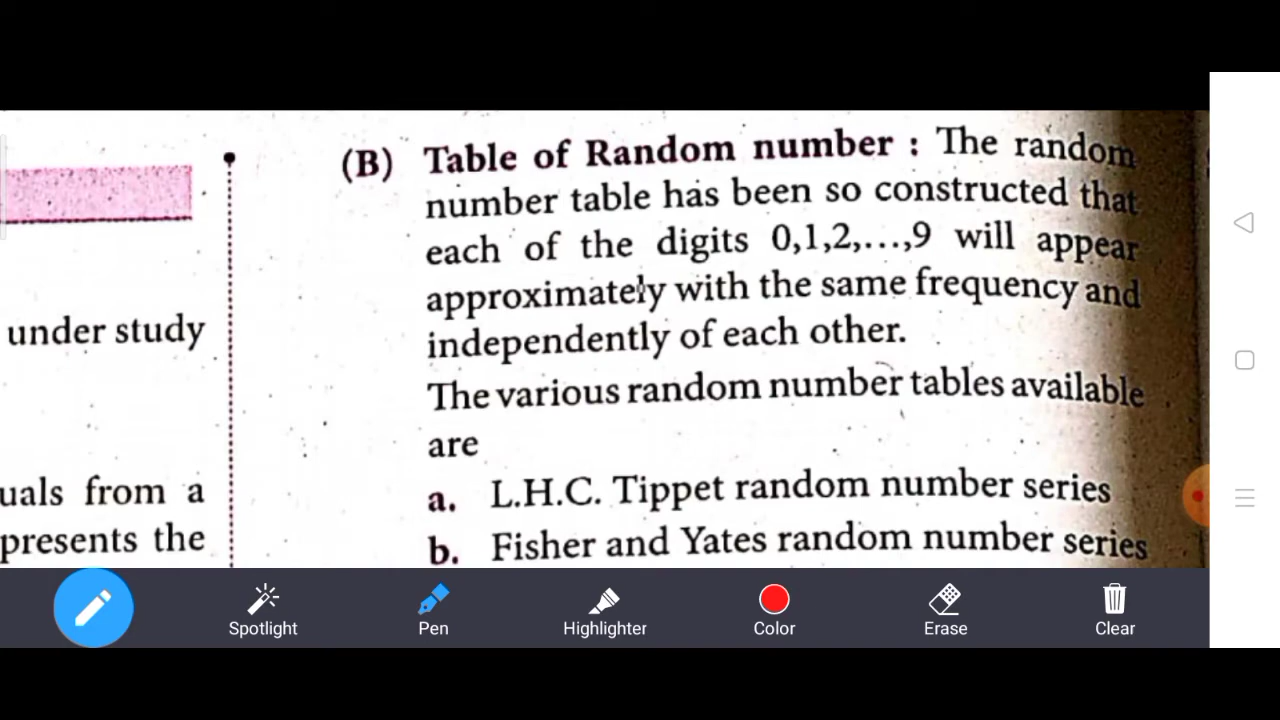 (B) Table of Random number : The random
number table has been so constructed that
each of the digits 0,1,2,...,9 will appear
approximately with the same frequency and
independently of each other.
The various random number tables available
are
a. L.H.C. Tippet random number series
b. Fisher and Yates random number series
under study
uals from a
presents the
Spotlight
Pen
Highlighter
Color
Erase
Clear